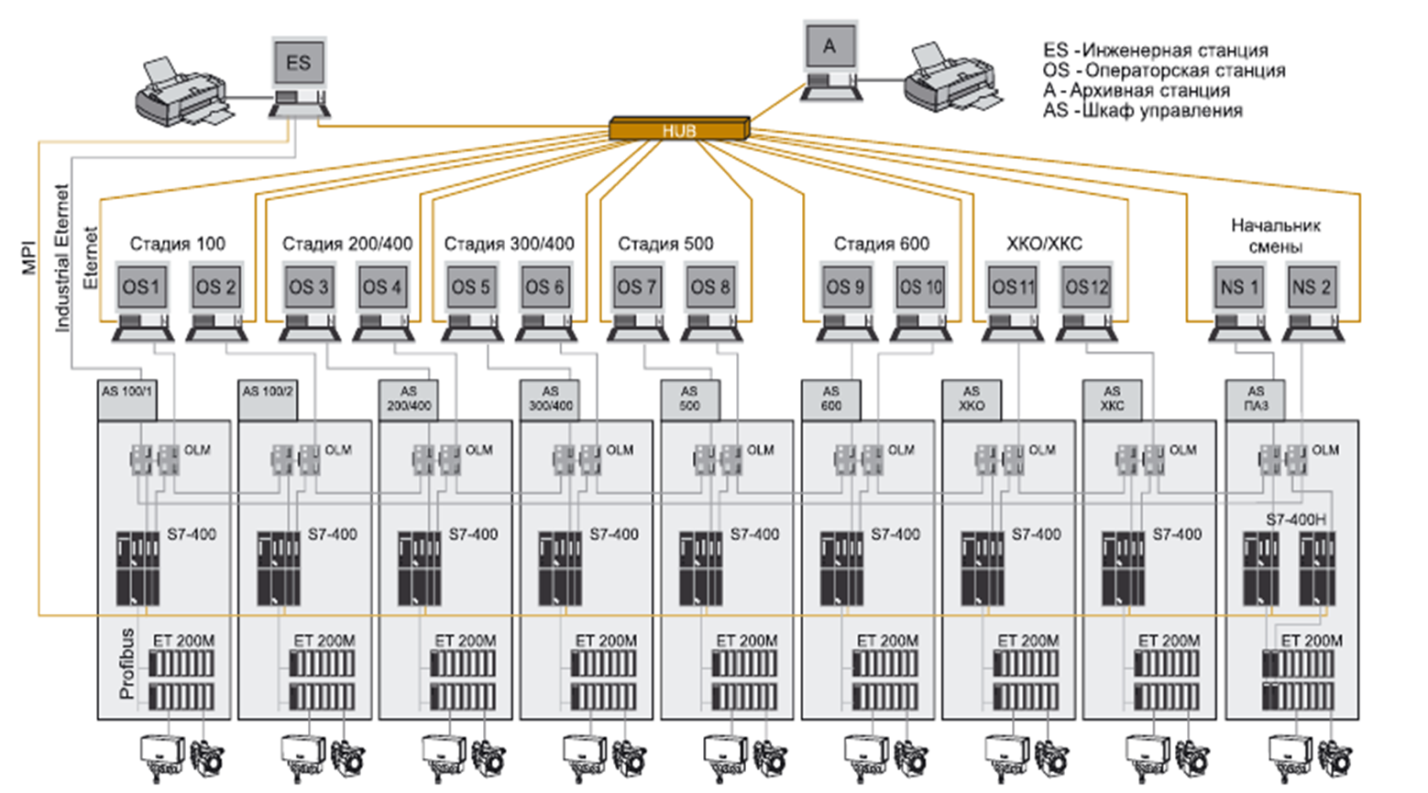 ES
A
ES -Инженерная станция
OS - Операторская станция
A - Архивная станция
AS -Шкаф управления
HUB
MPI
Industrial Eternet
Eternet
Стадия 100
Стадия 200/400
Стадия 300/400
Стадия 500
Стадия 600
ХКО/ХКС
Начальник
смены
OS 1
OS 2
OS 3
OS 4
OS 5
OS 6
OS 7
OS 8
OS 9
OS 10
OS11
OS12
NS 1
NS 2
AS 100/1
AS 100/2
AS
200/400
AS
300/400
AS
500
AS
600
AS
ХКО
AS
ХКС
AS
ПАЗ
OLM
OLM
OLM
OLM
OLM
OLM
OLM
OLM
OLM
S7-400
S7-400
S7-400
S7-400
S7-400
S7-400
S7-400
S7-400
S7-400H
Profibus
ET 200M
ET 200M
ET 200M
ET 200M
ET 200M
ET 200M
ET 200M
ET 200M
ET 200M